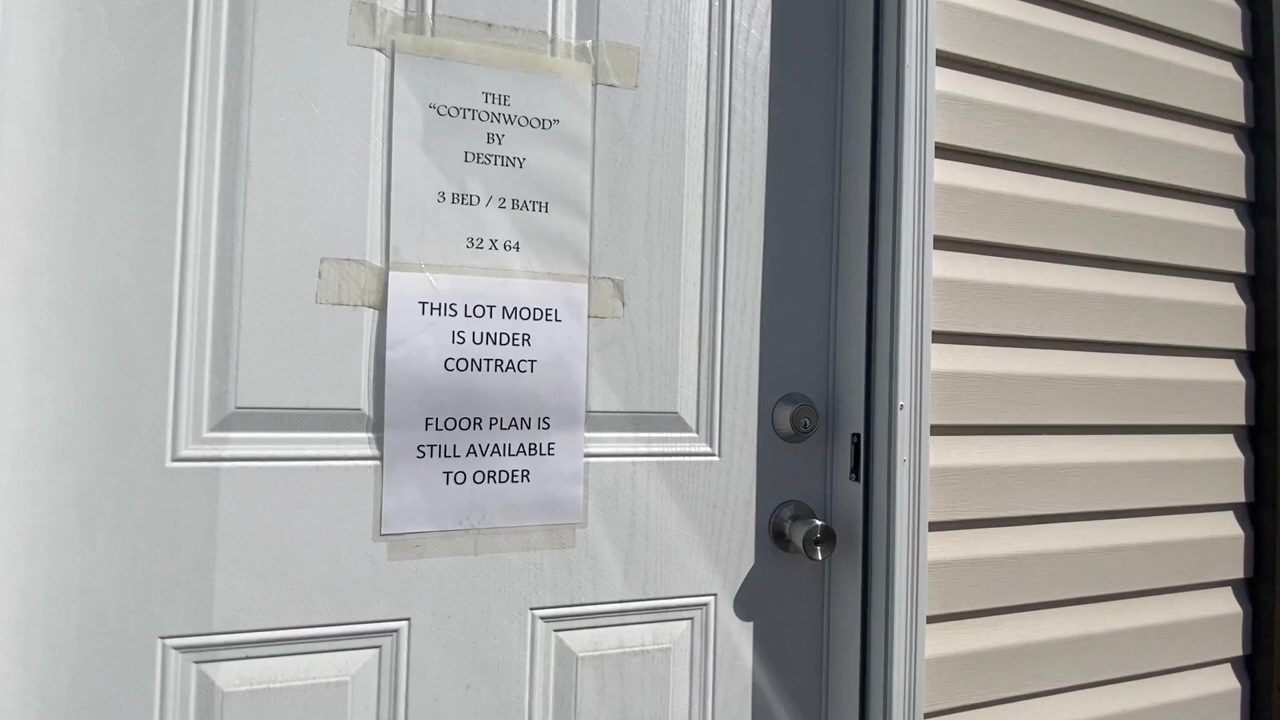 THE
“COTTONWOOD”
BY
DESTINY
3 BED / 2 BATH
32 X 64
THIS LOT MODEL
IS UNDER
CONTRACT
FLOOR PLAN IS
STILL AVAILABLE
TO ORDER